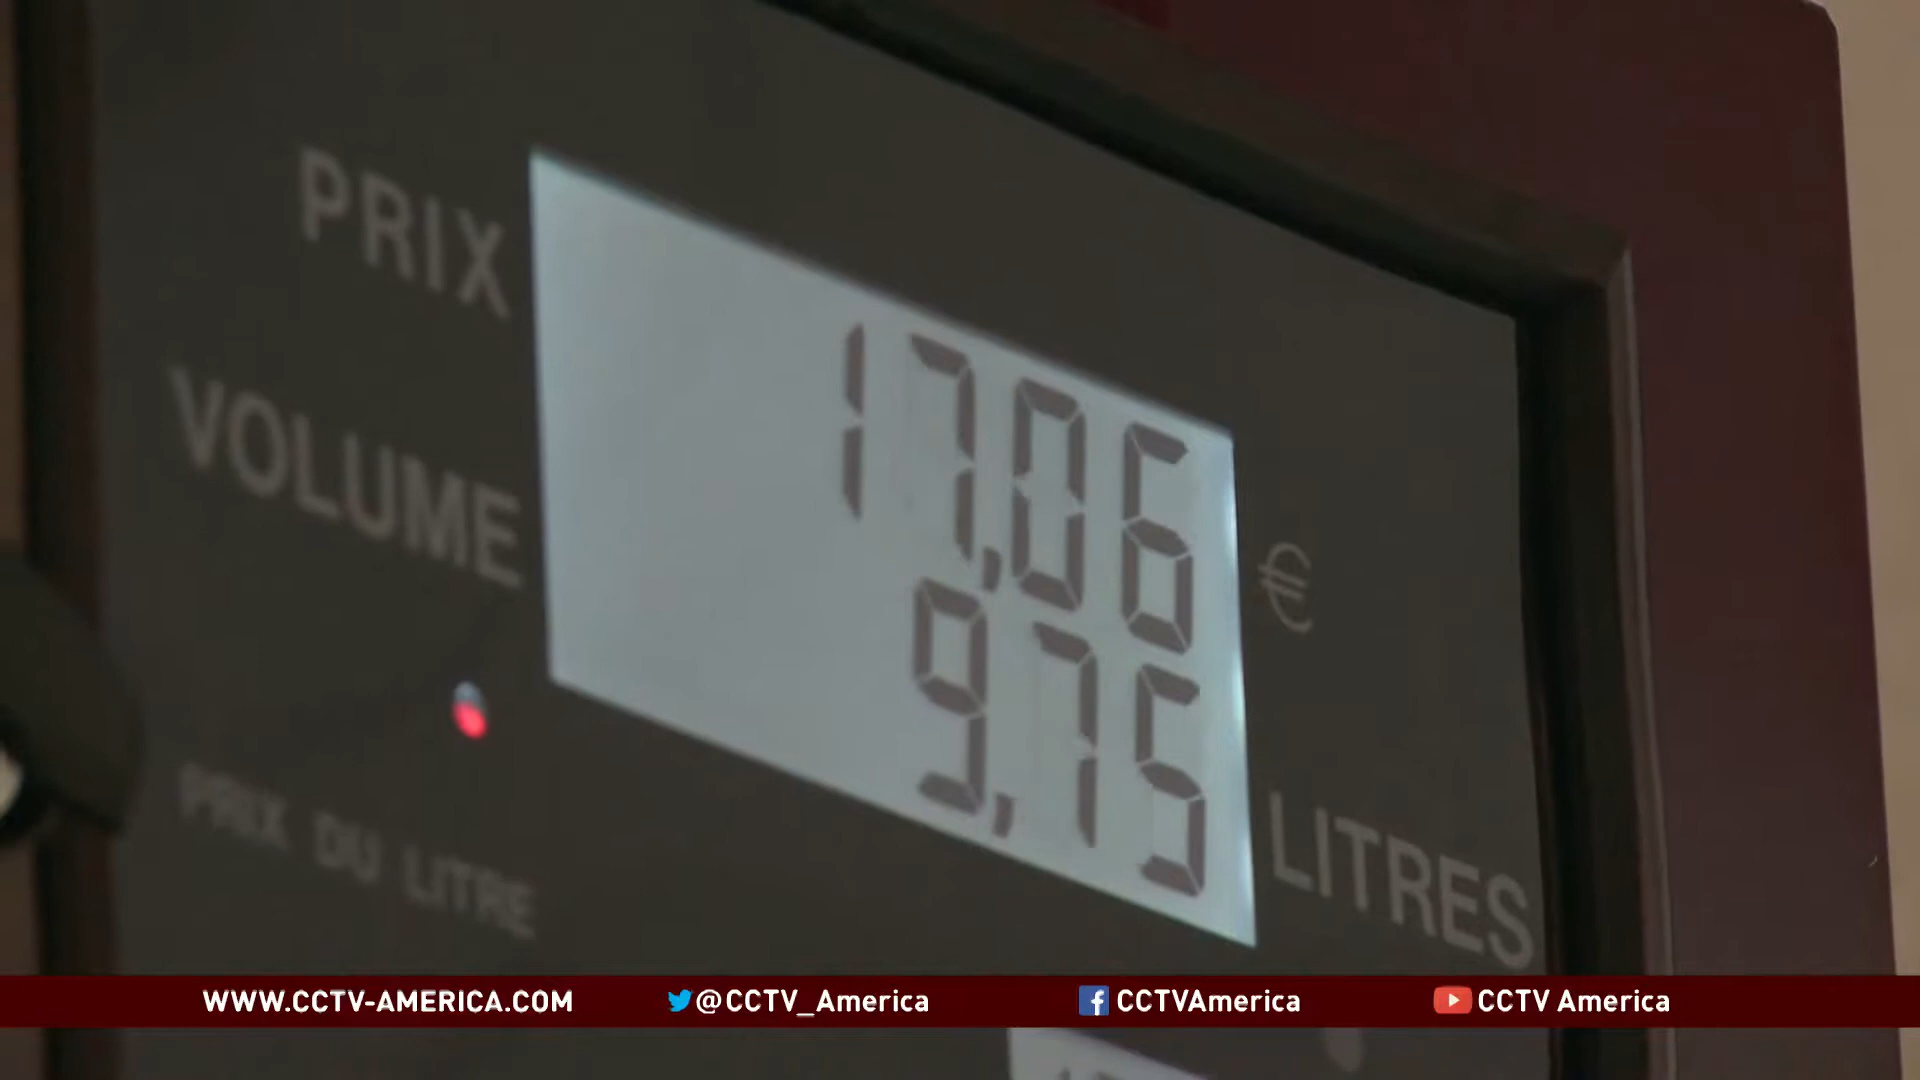 PRIX 17,06 €
VOLUME 9,75 LITRES
PRIX DU LITRE
WWW.CCTV-AMERICA.COM @CCTV_America CCTVAmerica CCTV America